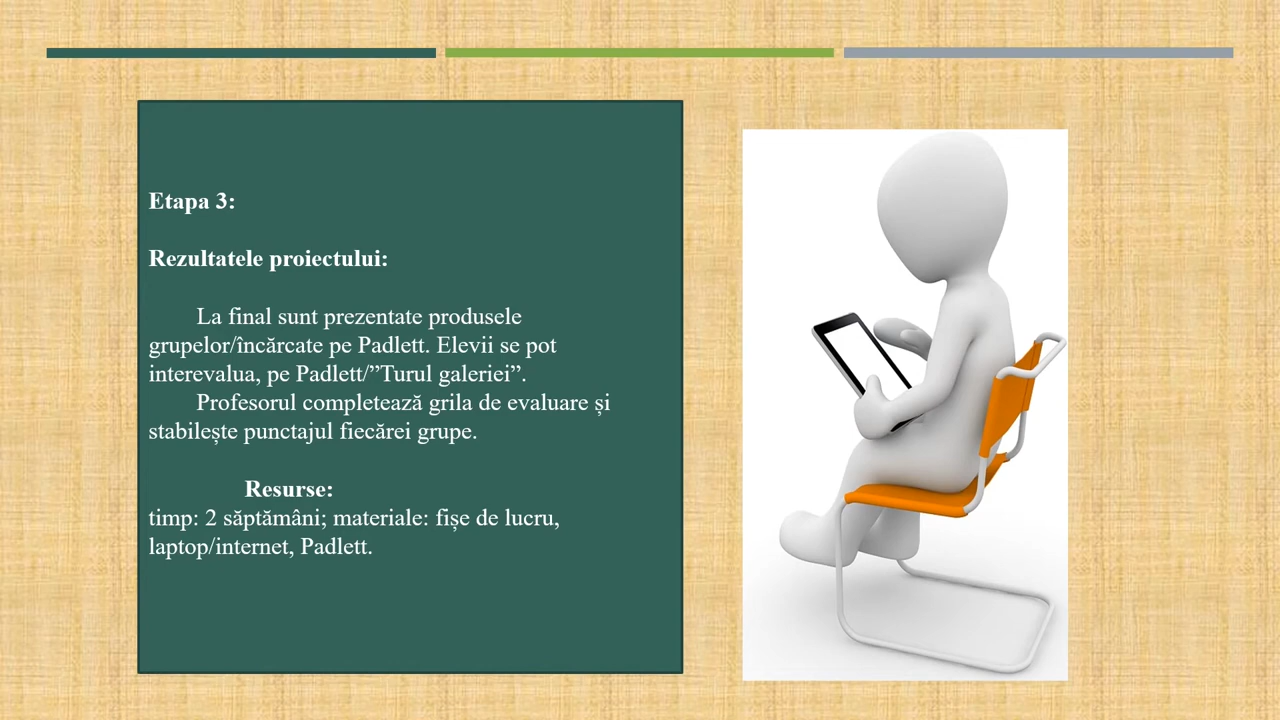 Etapa 3:
Rezultatele proiectului:
La final sunt prezentate produsele
grupelor/încărcate pe Padlett. Elevii se pot
interevalua, pe Padlett/”Turul galeriei”.
Profesorul completează grila de evaluare și
stabilește punctajul fiecărei grupe.
Resurse:
timp: 2 săptămâni; materiale: fișe de lucru,
laptop/internet, Padlett.